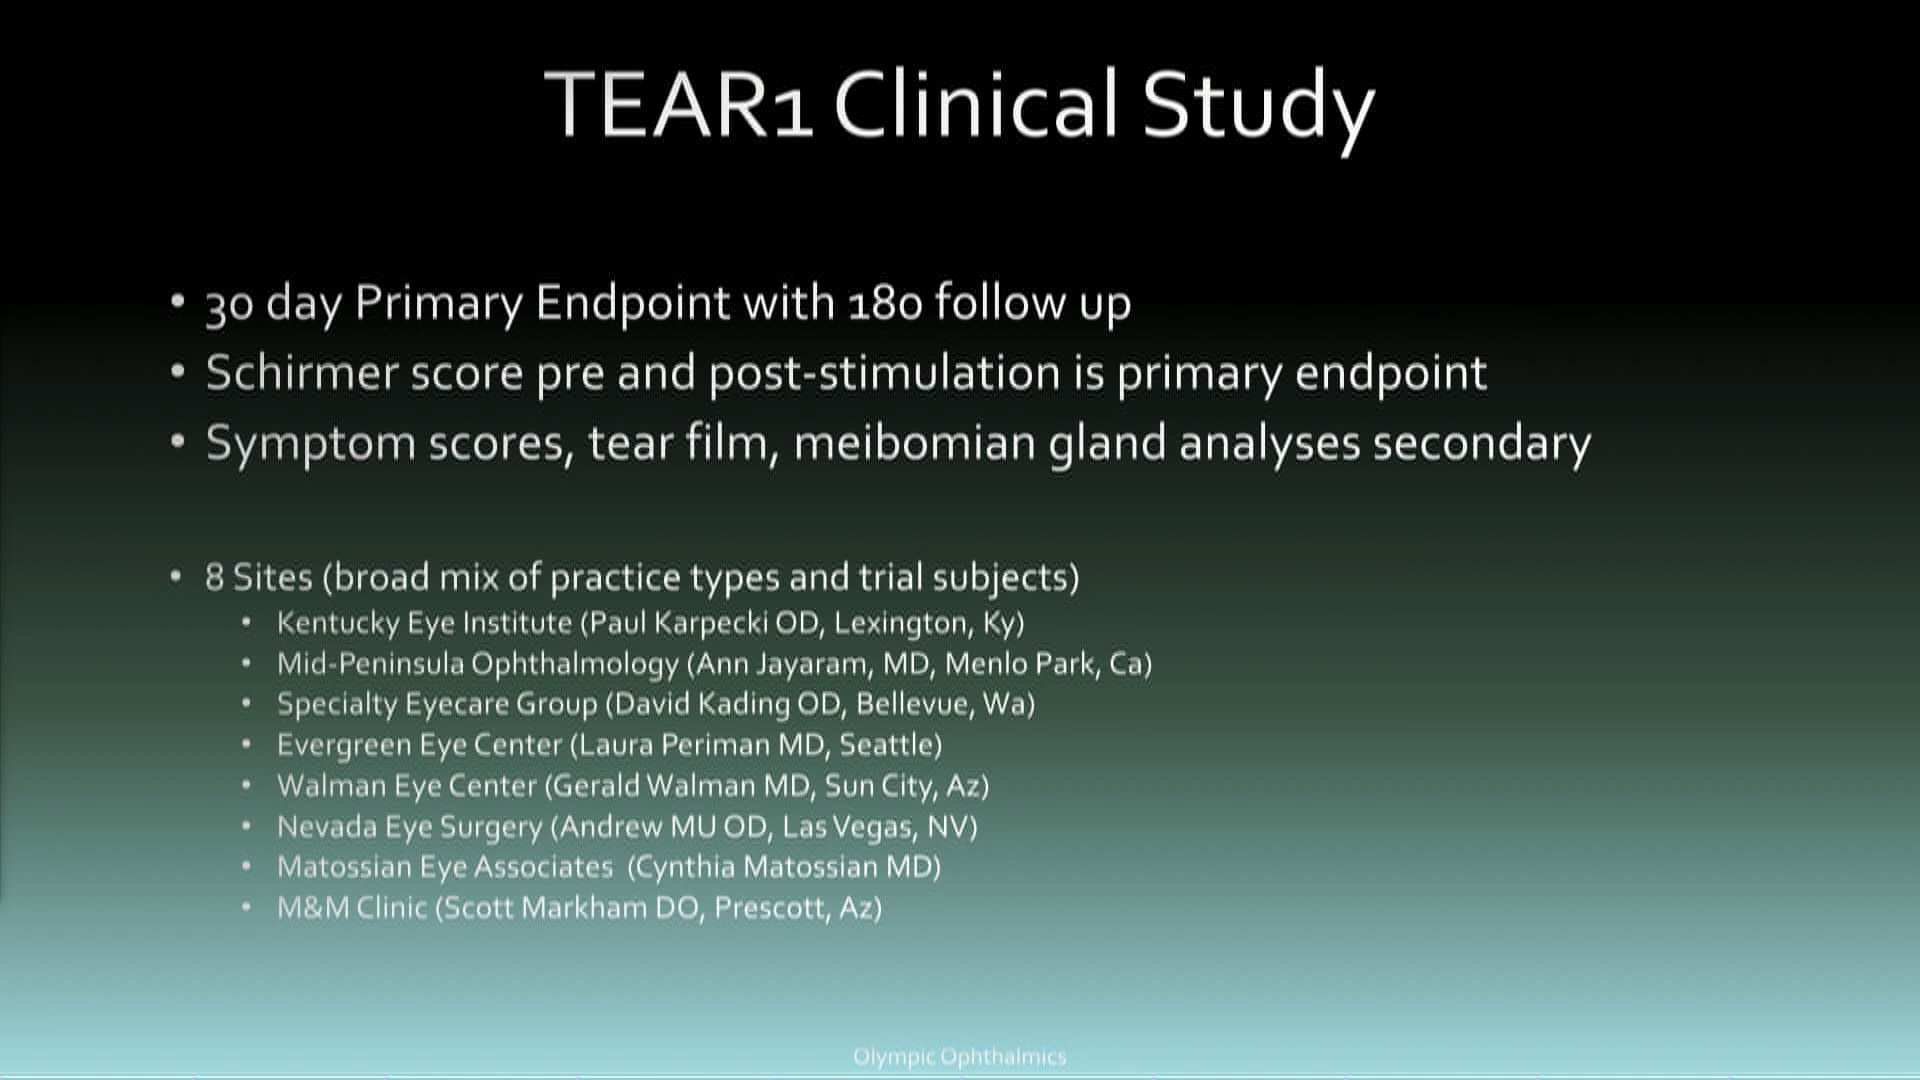 TEAR1 Clinical Study
• 30 day Primary Endpoint with 180 follow up
• Schirmer score pre and post-stimulation is primary endpoint
• Symptom scores, tear film, meibomian gland analyses secondary
• 8 Sites (broad mix of practice types and trial subjects)
• Kentucky Eye Institute (Paul Karpecki OD, Lexington, Ky)
• Mid-Peninsula Ophthalmology (Ann Jayaram, MD, Menlo Park, Ca)
• Specialty Eyecare Group (David Kading OD, Bellevue, Wa)
• Evergreen Eye Center (Laura Periman MD, Seattle)
• Walman Eye Center (Gerald Walman MD, Sun City, Az)
• Nevada Eye Surgery (Andrew MU OD, Las Vegas, NV)
• Matossian Eye Associates (Cynthia Matossian MD)
• M&M Clinic (Scott Markham DO, Prescott, Az)
Olympic Ophthalmics